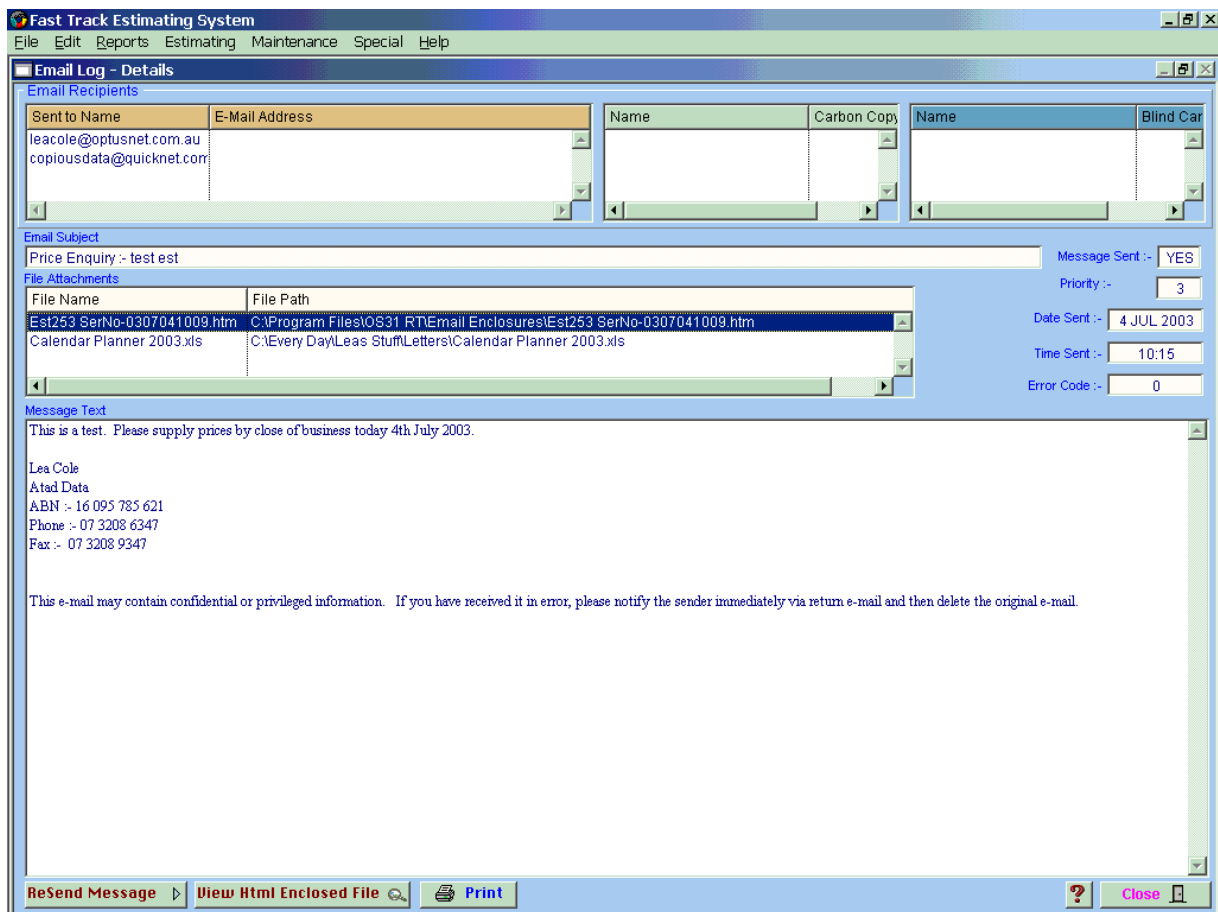 Fast Track Estimating System
File Edit Reports Estimating Maintenance Special Help
Email Log - Details
Email Recipients
Sent to Name E-Mail Address Name Carbon Copy Name Blind Car
leacole@optusnet.com.au
copiousdata@quicknet.com
Email Subject
Price Enquiry :- test est
Message Sent :- YES
File Attachments
Priority :- 3
File Name File Path
Est253 SerNo-0307041009.htm C:\Program Files\OS31 RT\Email Enclosures\Est253 SerNo-0307041009.htm
Date Sent :- 4 JUL 2003
Calendar Planner 2003.xls C:\Every Day\Leas Stuff\Letters\Calendar Planner 2003.xls
Time Sent :- 10:15
Error Code :- 0
Message Text
This is a test. Please supply prices by close of business today 4th July 2003.
Lea Cole
Atad Data
ABN :- 16 095 785 621
Phone :- 07 3208 6347
Fax :- 07 3208 9347
This e-mail may contain confidential or privileged information. If you have received it in error, please notify the sender immediately via return e-mail and then delete the original e-mail.
ReSend Message View Html Enclosed File Print ? Close